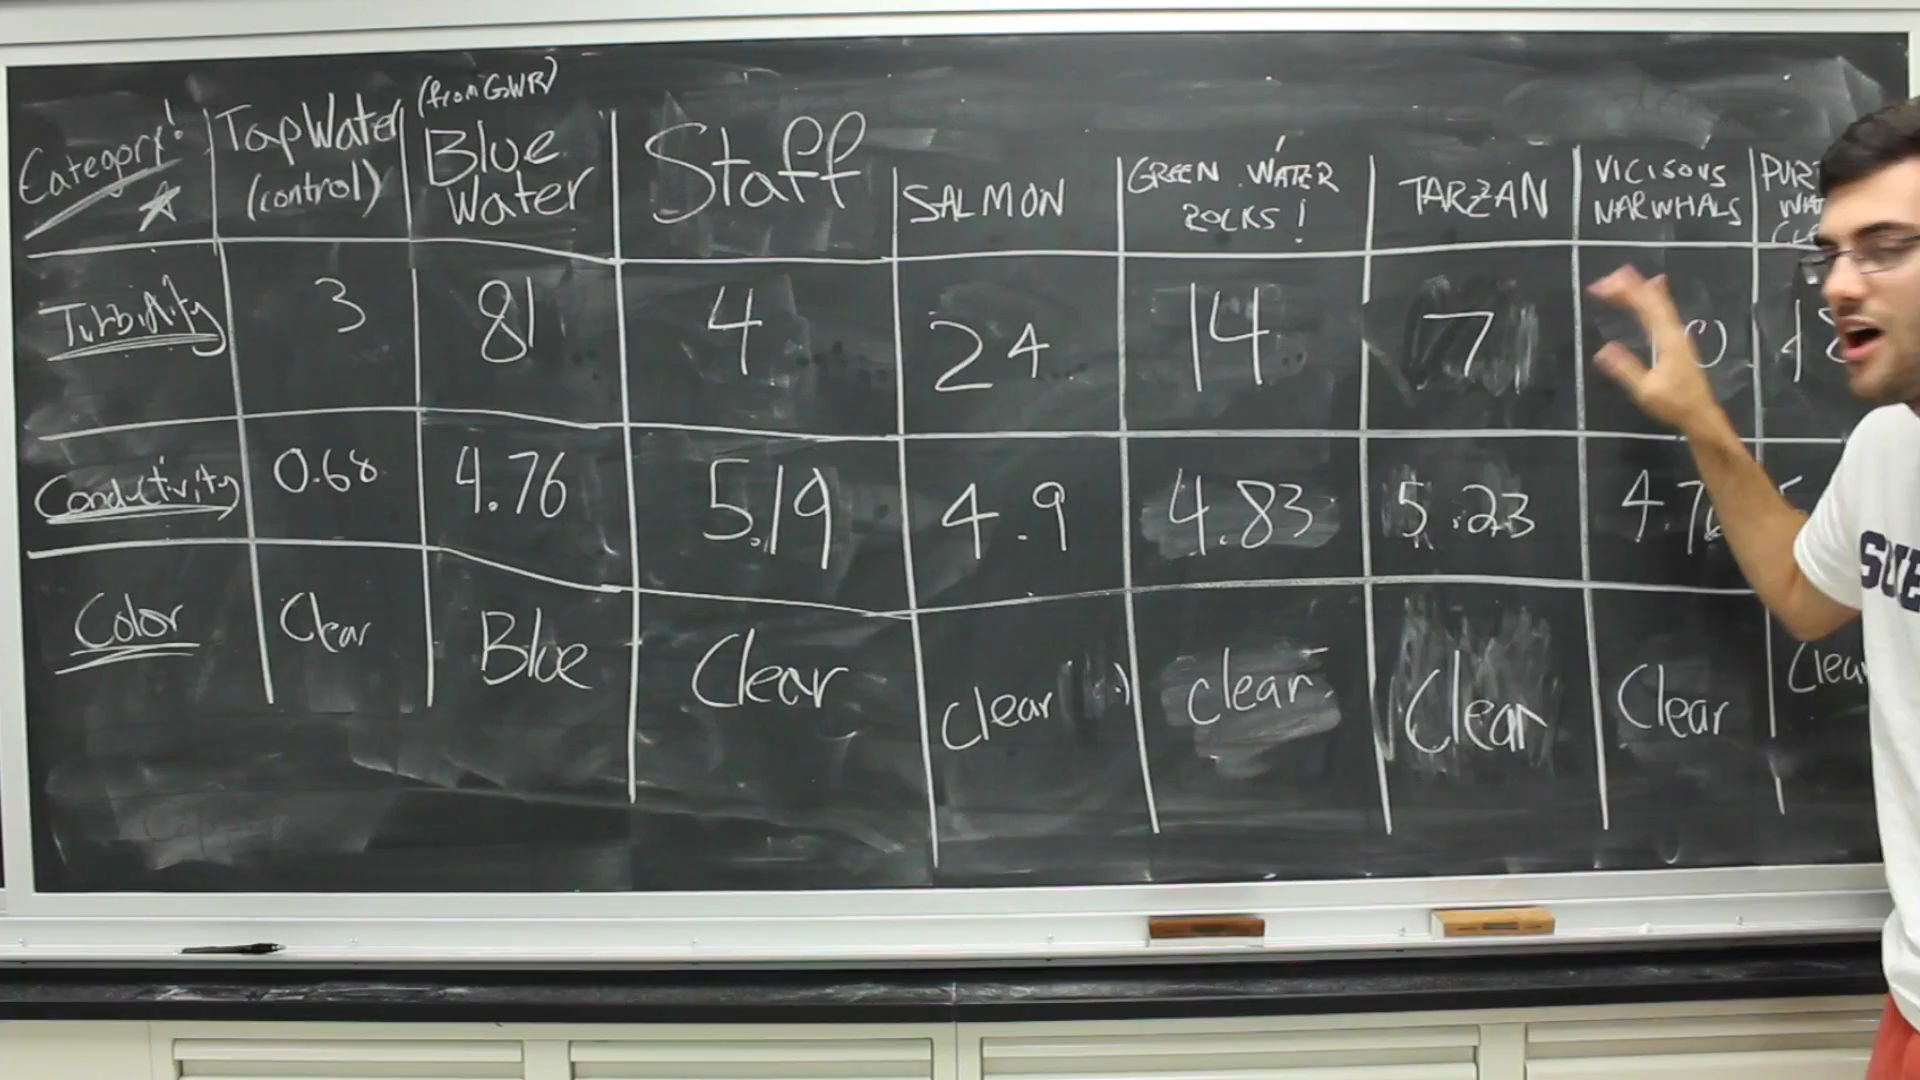 Category!
Tap Water
(control)
(from GWR)
Blue
Water
Staff
SALMON
GREEN WATER
ROCKS!
TARZAN
VICISOUS
NARWHALS
Turbidity
3
81
4
24
14
7
Conductivity
0.68
4.76
5.19
4.9
4.83
5.23
Color
Clear
Blue
Clear
Clear
clear
Clear
Clear